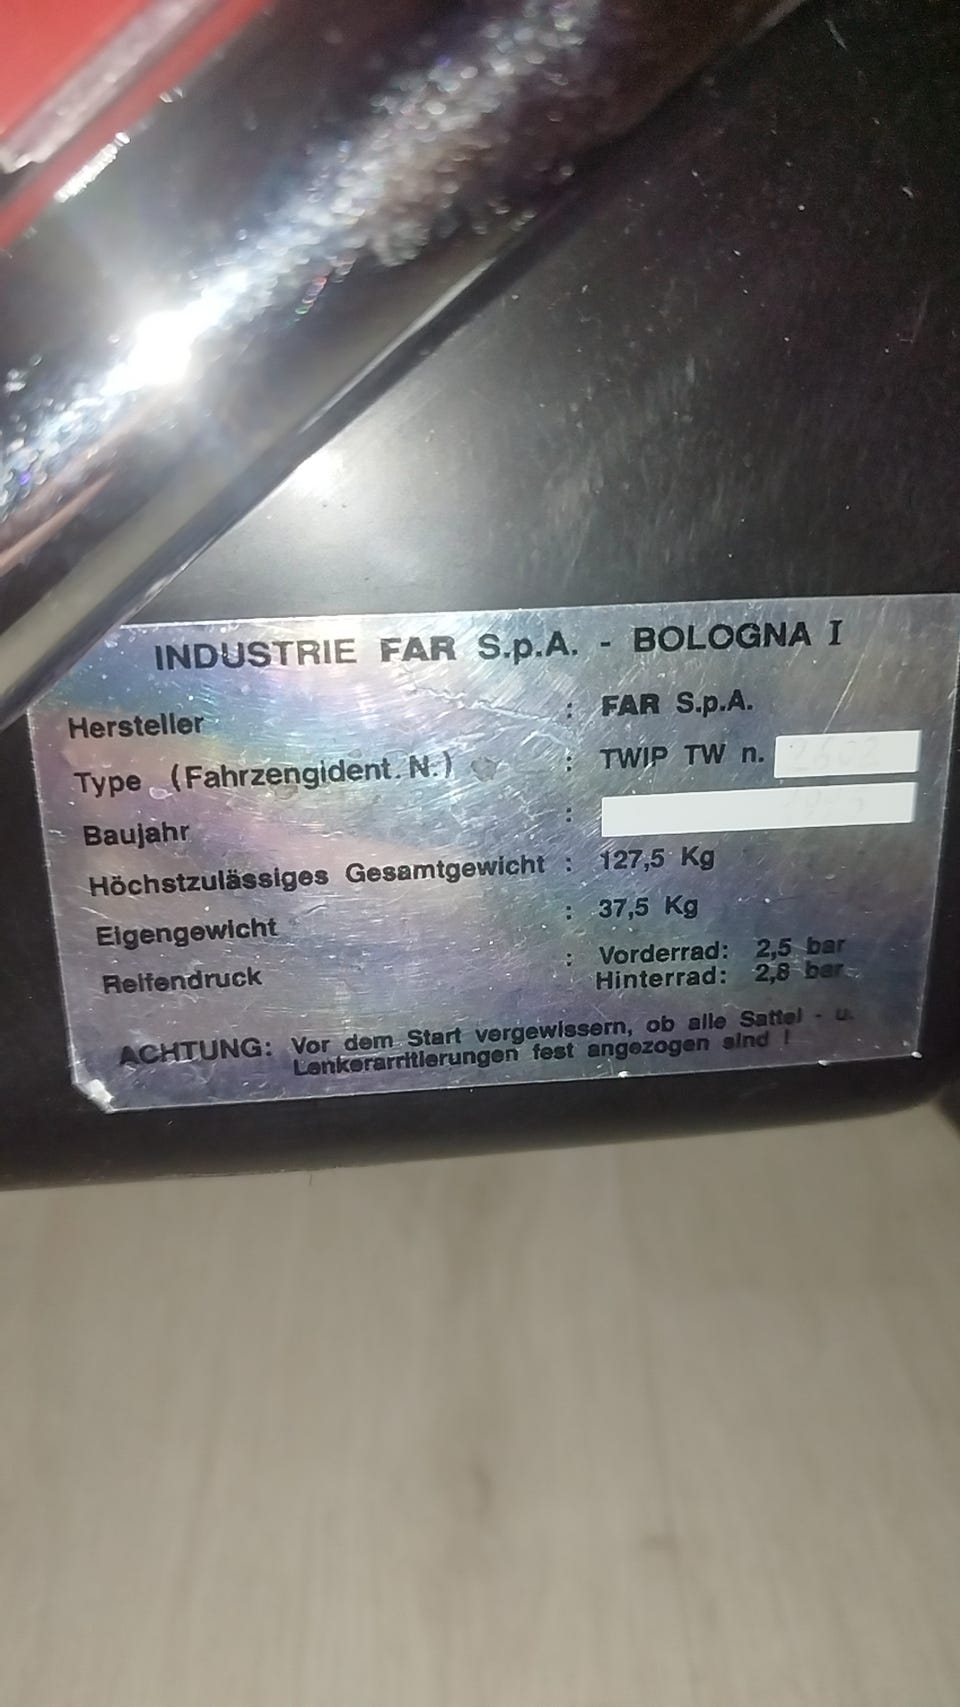 INDUSTRIE FAR S.p.A. - BOLOGNA I
Hersteller : FAR S.p.A.
Type (Fahrzengident. N.) : TWIP TW n.
Baujahr :
Höchstzulässiges Gesamtgewicht : 127,5 Kg
Eigengewicht : 37,5 Kg
Reifendruck : Vorderrad: 2,5 bar
Hinterrad: 2,8 bar
ACHTUNG: Vor dem Start vergewissern, ob alle Sattel - u.
Lenkerarritierungen fest angezogen sind !